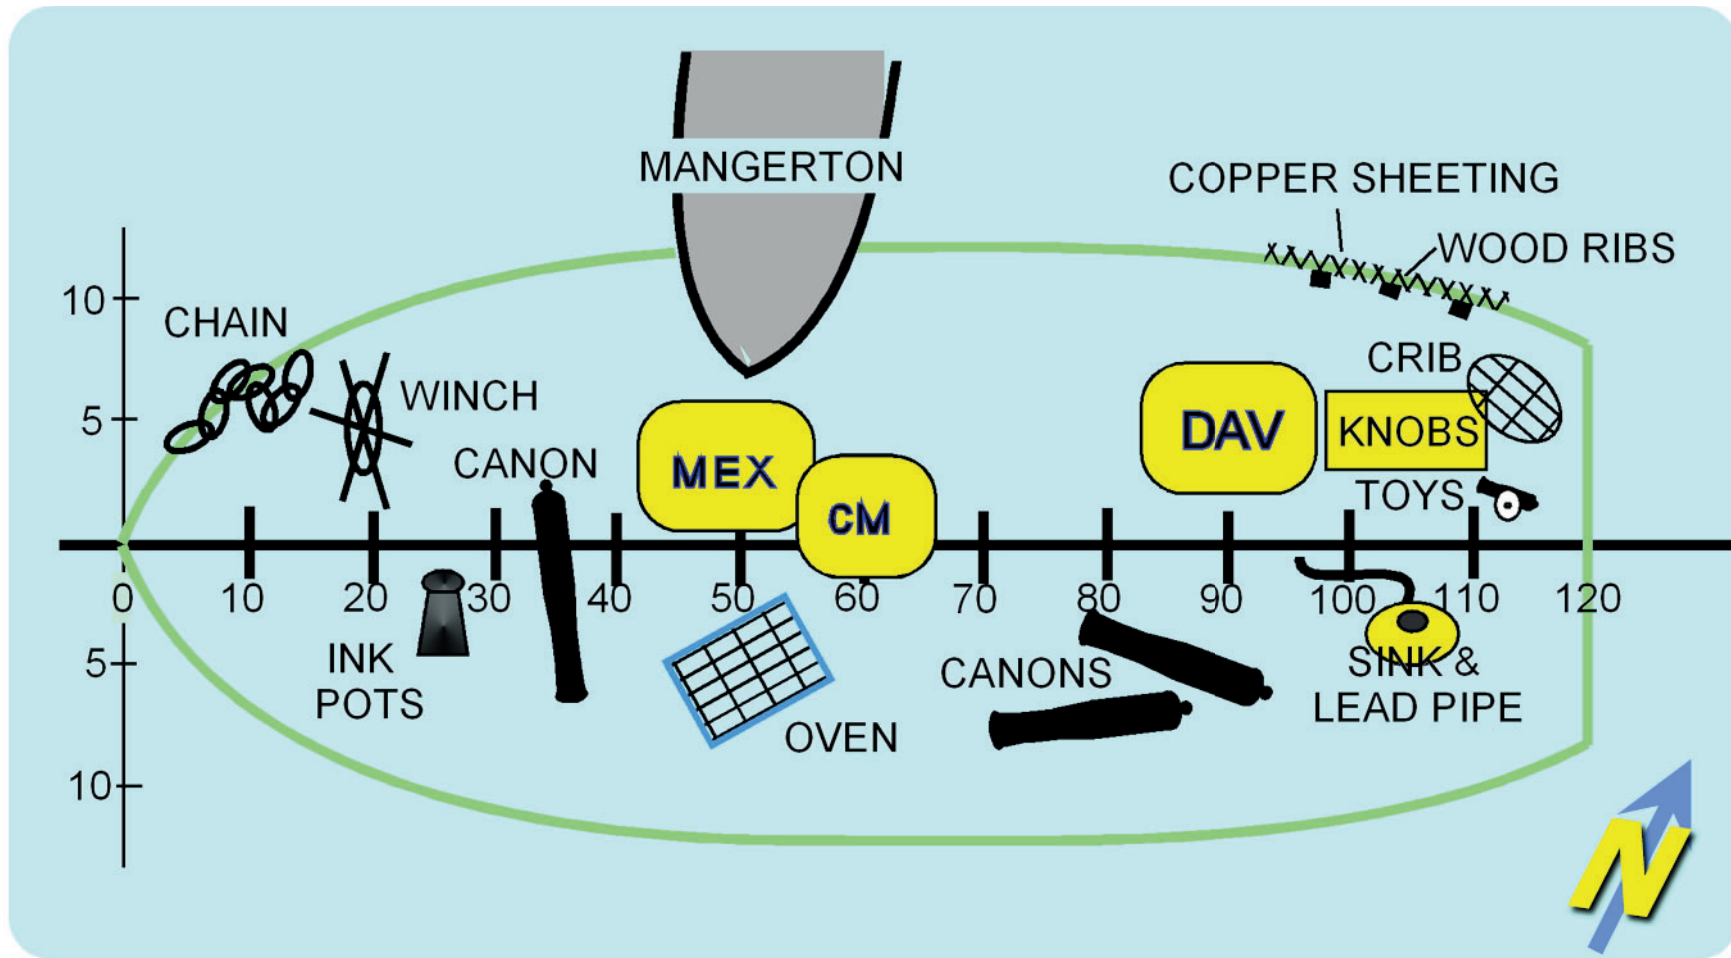 MANGERTON
COPPER SHEETING
WOOD RIBS
10
CHAIN
CRIB
WINCH
5
DAV
KNOBS
CANON
MEX
CM
TOYS
0 10 20 30 40 50 60 70 80 90 100 110 120
INK
POTS
5
CANONS
SINK &
LEAD PIPE
OVEN
10
N